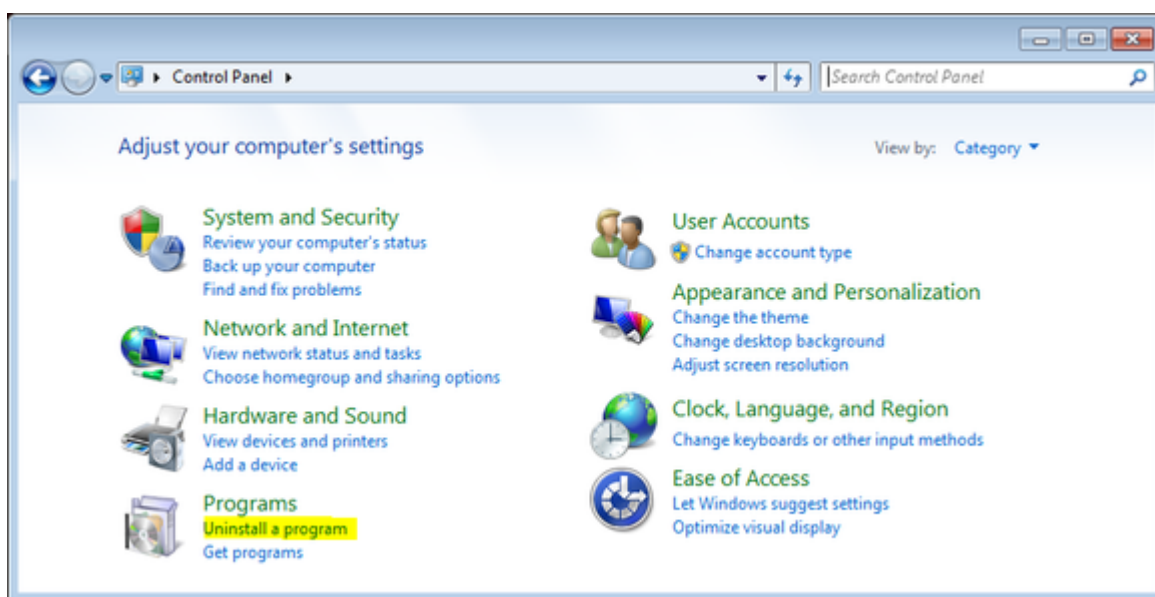 Control Panel
Search Control Panel
Adjust your computer's settings
View by: Category
System and Security
Review your computer's status
Back up your computer
Find and fix problems
Network and Internet
View network status and tasks
Choose homegroup and sharing options
Hardware and Sound
View devices and printers
Add a device
Programs
Uninstall a program
Get programs
User Accounts
Change account type
Appearance and Personalization
Change the theme
Change desktop background
Adjust screen resolution
Clock, Language, and Region
Change keyboards or other input methods
Ease of Access
Let Windows suggest settings
Optimize visual display